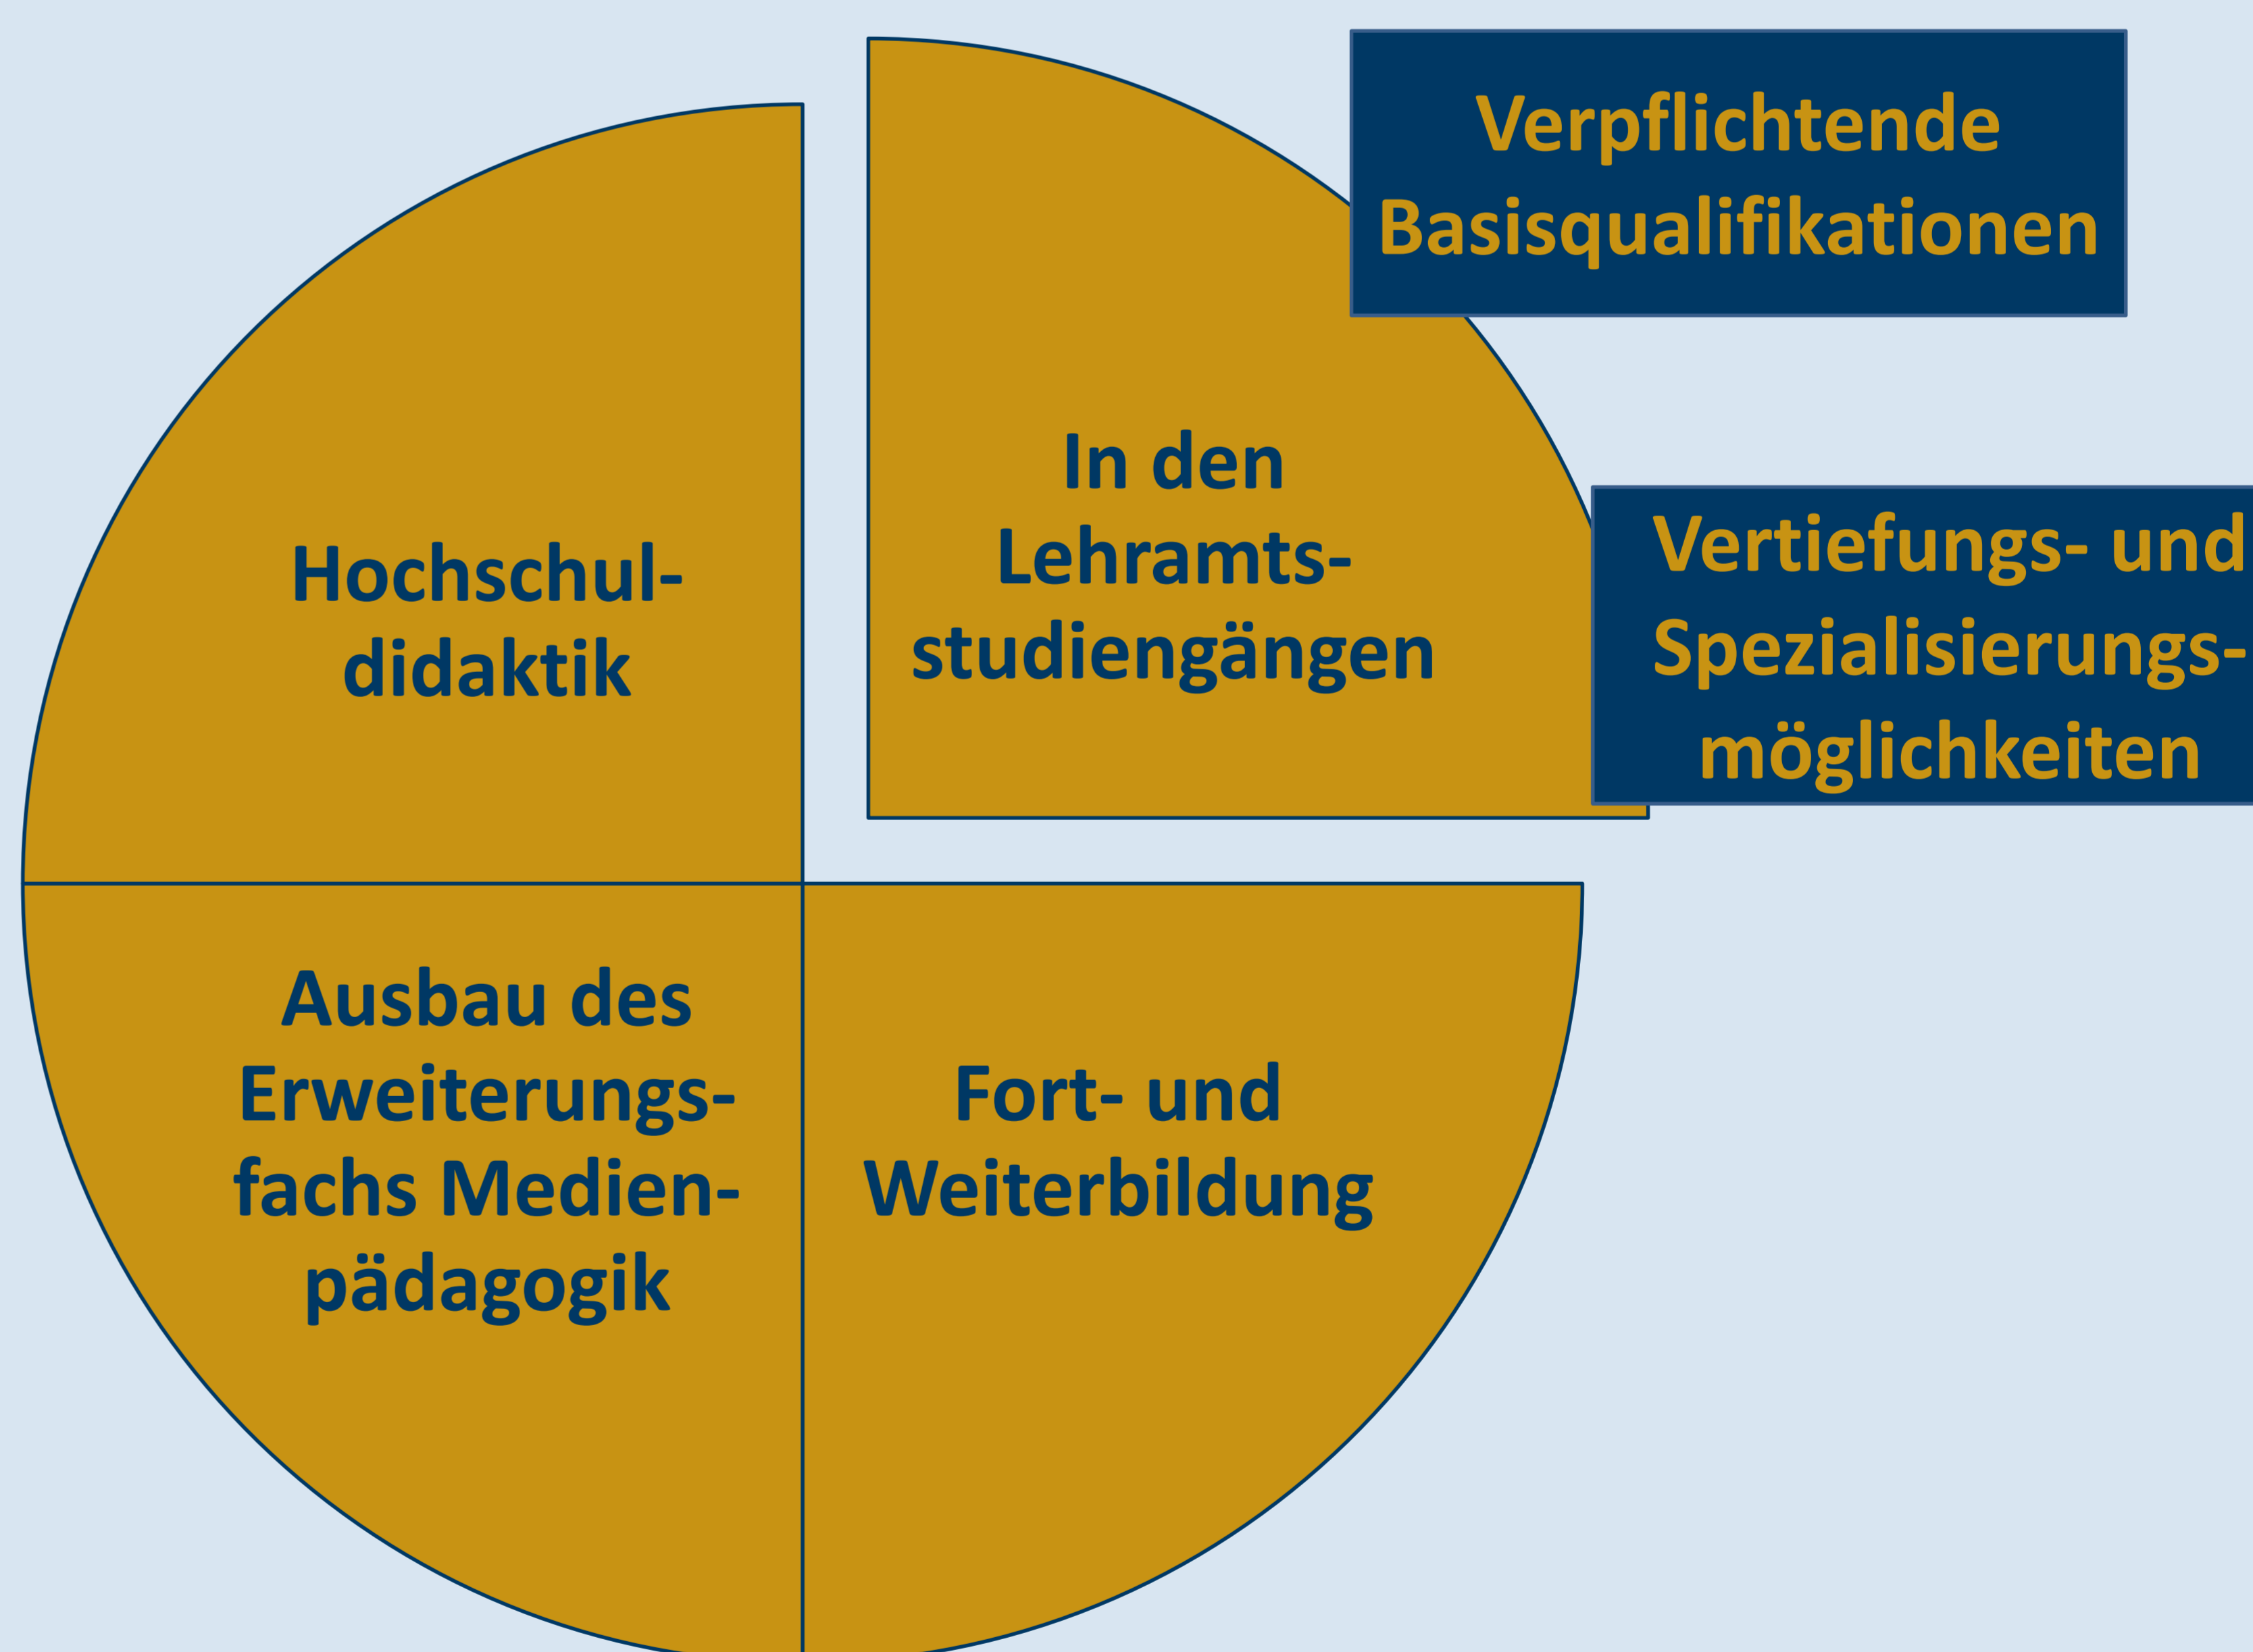 Verpflichtende
Basisqualifikationen
In den
Lehramts-
studiengängen
Vertiefungs- und
Spezialisierungs-
möglichkeiten
Hochschul-
didaktik
Ausbau des
Erweiterungs-
fachs Medien-
pädagogik
Fort- und
Weiterbildung